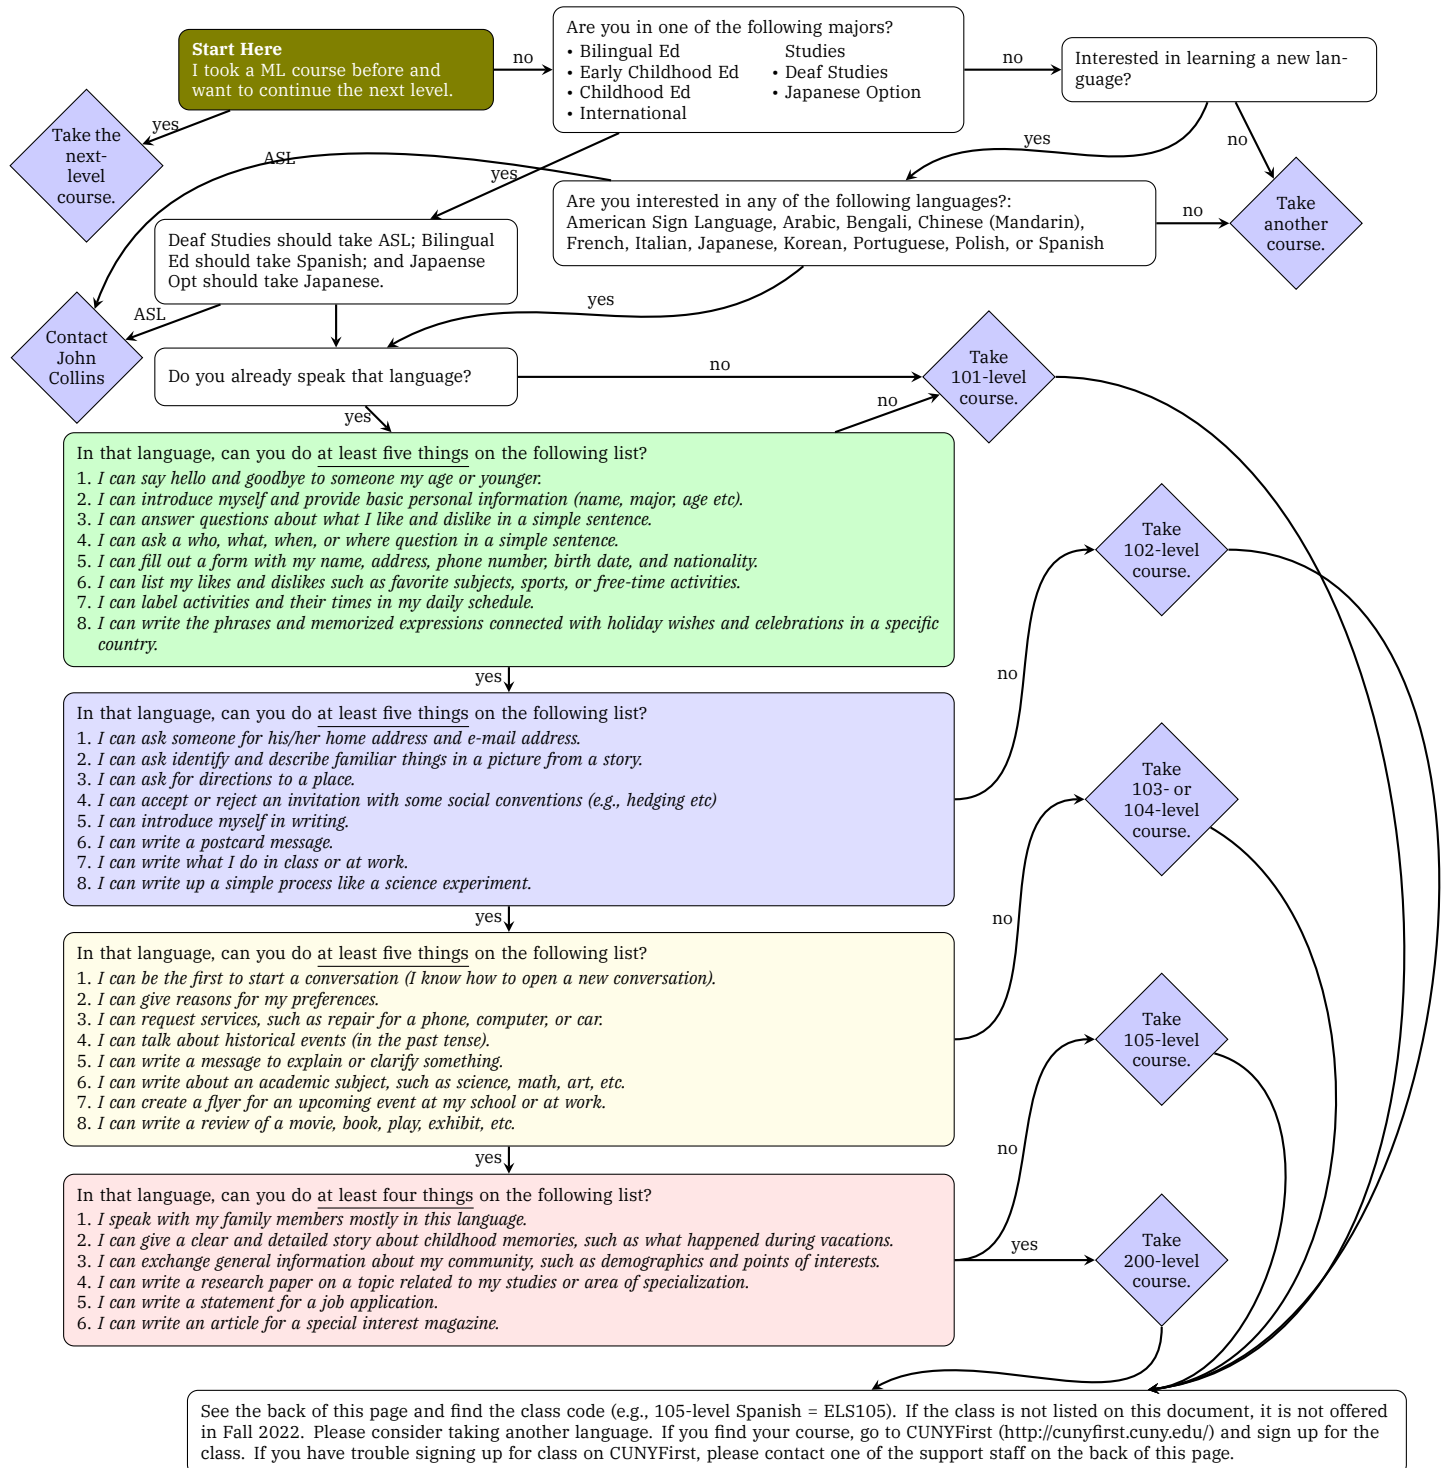 Start Here
I took a ML course before and
want to continue the next level.
no
Are you in one of the following majors?
• Bilingual Ed
• Early Childhood Ed
• Childhood Ed
• International
Studies
• Deaf Studies
• Japanese Option
no
Interested in learning a new lan-
guage?
yes
Take the
next-
level
course.
ASL
yes
yes
no
Are you interested in any of the following languages?:
American Sign Language, Arabic, Bengali, Chinese (Mandarin),
French, Italian, Japanese, Korean, Portuguese, Polish, or Spanish
no
Take
another
course.
Deaf Studies should take ASL; Bilingual
Ed should take Spanish; and Japaense
Opt should take Japanese.
yes
ASL
Contact
John
Collins
Do you already speak that language?
no
Take
101-level
course.
yes
no
In that language, can you do at least five things on the following list?
1. I can say hello and goodbye to someone my age or younger.
2. I can introduce myself and provide basic personal information (name, major, age etc).
3. I can answer questions about what I like and dislike in a simple sentence.
4. I can ask a who, what, when, or where question in a simple sentence.
5. I can fill out a form with my name, address, phone number, birth date, and nationality.
6. I can list my likes and dislikes such as favorite subjects, sports, or free-time activities.
7. I can label activities and their times in my daily schedule.
8. I can write the phrases and memorized expressions connected with holiday wishes and celebrations in a specific
country.
Take
102-level
course.
no
yes
In that language, can you do at least five things on the following list?
1. I can ask someone for his/her home address and e-mail address.
2. I can ask identify and describe familiar things in a picture from a story.
3. I can ask for directions to a place.
4. I can accept or reject an invitation with some social conventions (e.g., hedging etc)
5. I can introduce myself in writing.
6. I can write a postcard message.
7. I can write what I do in class or at work.
8. I can write up a simple process like a science experiment.
Take
103- or
104-level
course.
no
yes
In that language, can you do at least five things on the following list?
1. I can be the first to start a conversation (I know how to open a new conversation).
2. I can give reasons for my preferences.
3. I can request services, such as repair for a phone, computer, or car.
4. I can talk about historical events (in the past tense).
5. I can write a message to explain or clarify something.
6. I can write about an academic subject, such as science, math, art, etc.
7. I can create a flyer for an upcoming event at my school or at work.
8. I can write a review of a movie, book, play, exhibit, etc.
Take
105-level
course.
no
yes
In that language, can you do at least four things on the following list?
1. I speak with my family members mostly in this language.
2. I can give a clear and detailed story about childhood memories, such as what happened during vacations.
3. I can exchange general information about my community, such as demographics and points of interests.
4. I can write a research paper on a topic related to my studies or area of specialization.
5. I can write a statement for a job application.
6. I can write an article for a special interest magazine.
yes
Take
200-level
course.
See the back of this page and find the class code (e.g., 105-level Spanish = ELS105). If the class is not listed on this document, it is not offered
in Fall 2022. Please consider taking another language. If you find your course, go to CUNYFirst (http://cunyfirst.cuny.edu/) and sign up for the
class. If you have trouble signing up for class on CUNYFirst, please contact one of the support staff on the back of this page.